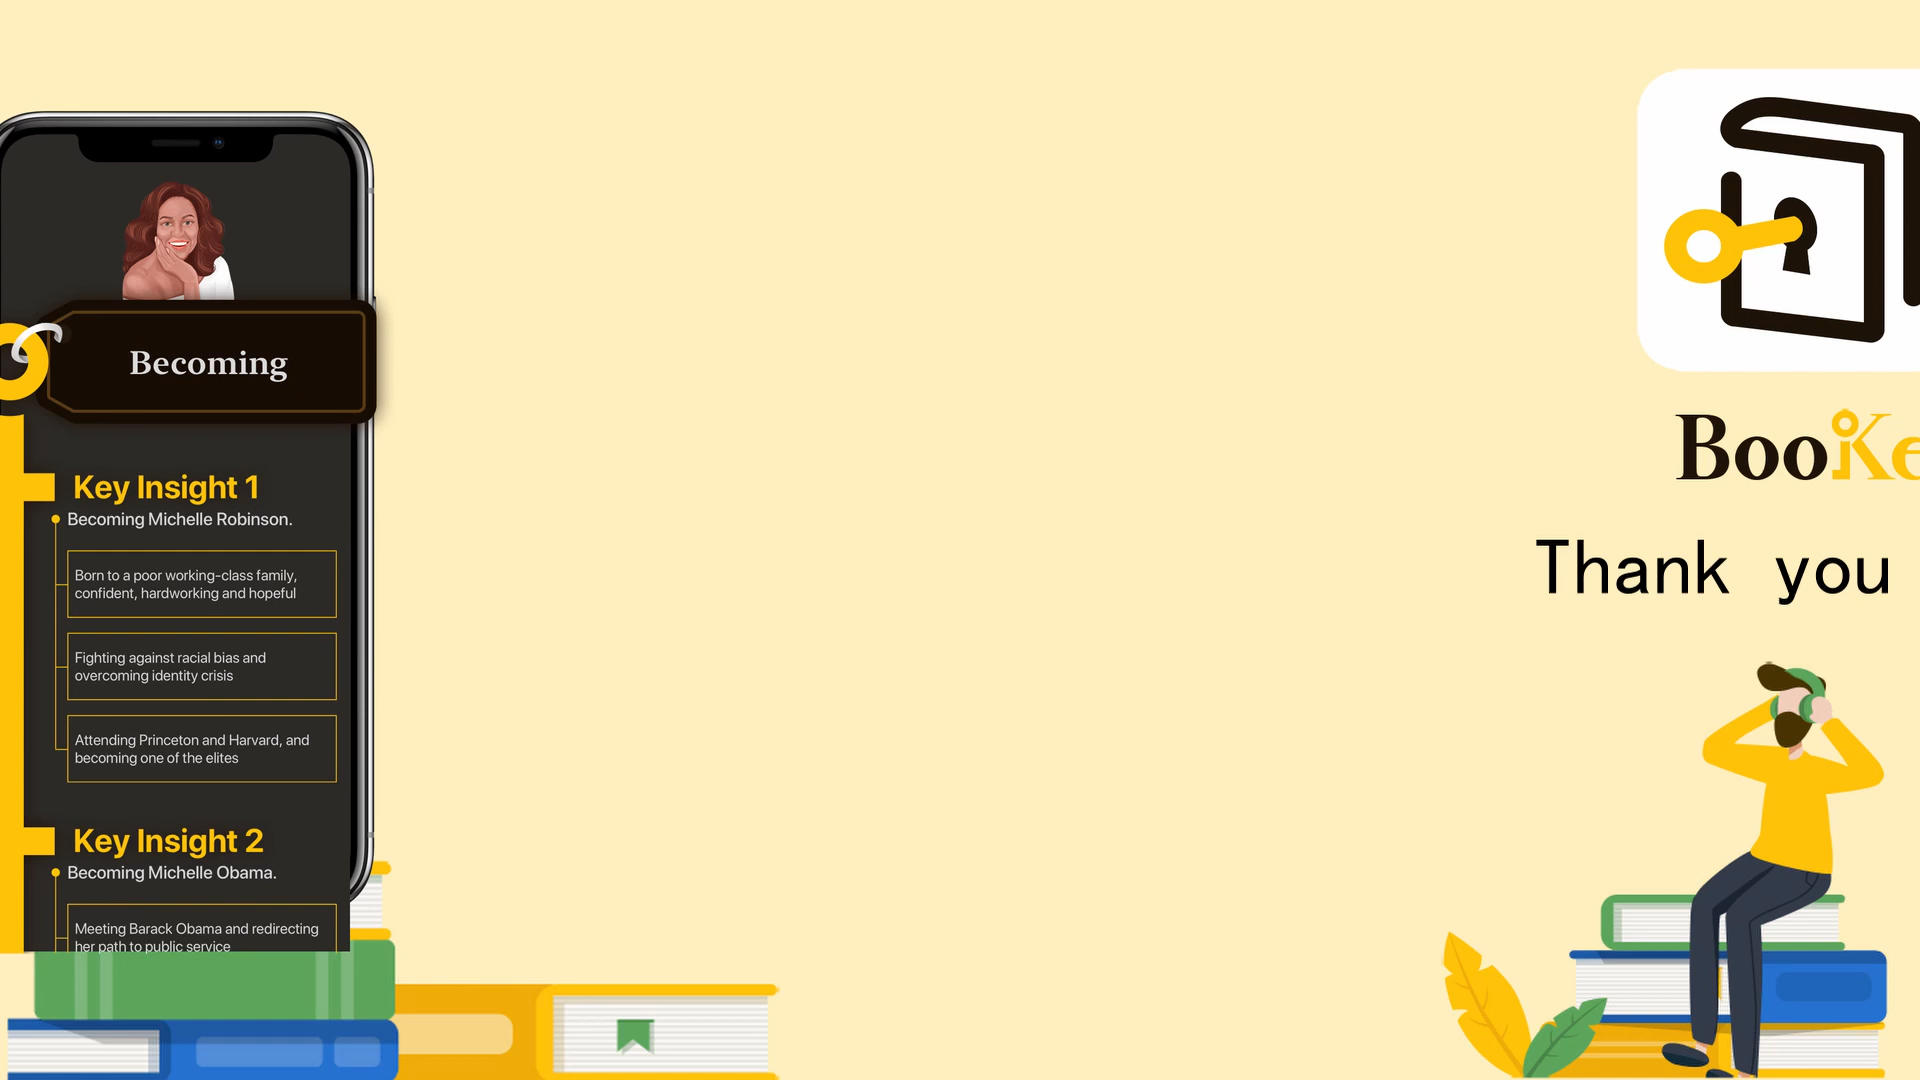 Becoming
Key Insight 1
Becoming Michelle Robinson.
Born to a poor working-class family,
confident, hardworking and hopeful
Fighting against racial bias and
overcoming identity crisis
Attending Princeton and Harvard, and
becoming one of the elites
Key Insight 2
Becoming Michelle Obama.
Meeting Barack Obama and redirecting
her path to public service
BooKe
Thank you